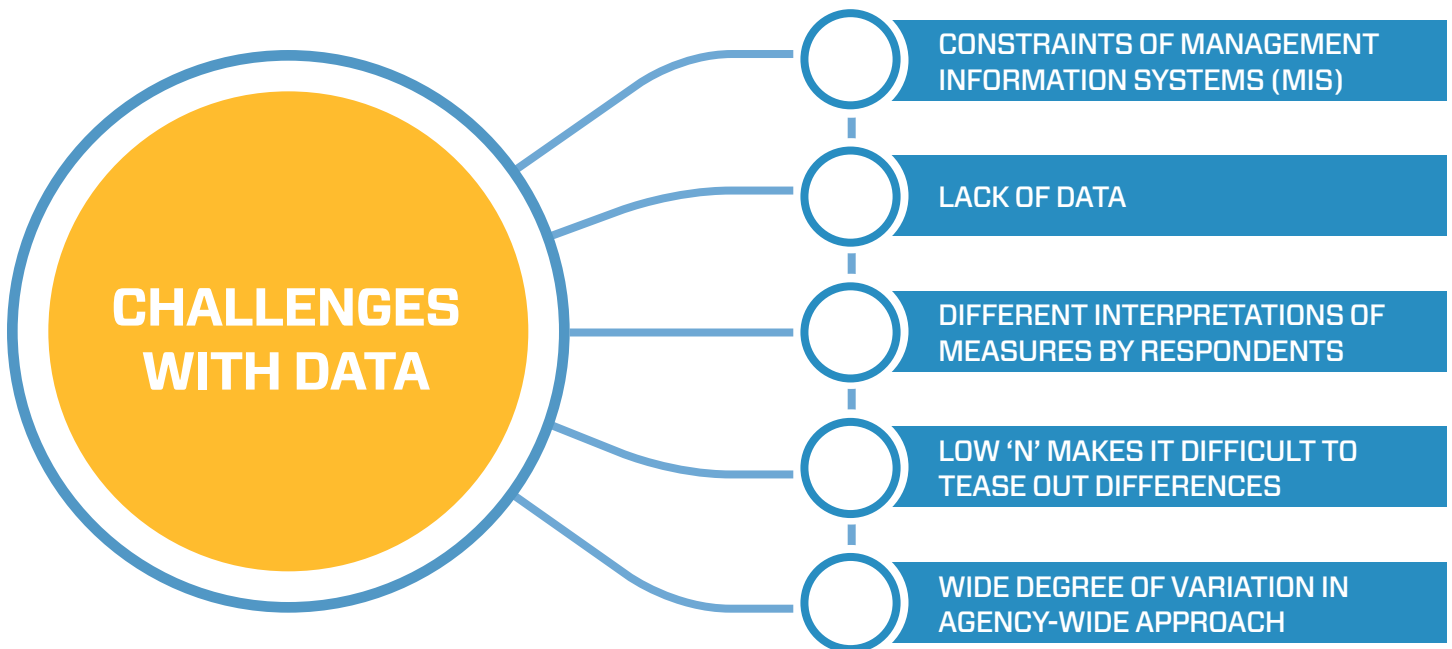 CHALLENGES
WITH DATA
CONSTRAINTS OF MANAGEMENT
INFORMATION SYSTEMS (MIS)
LACK OF DATA
DIFFERENT INTERPRETATIONS OF
MEASURES BY RESPONDENTS
LOW ‘N’ MAKES IT DIFFICULT TO
TEASE OUT DIFFERENCES
WIDE DEGREE OF VARIATION IN
AGENCY-WIDE APPROACH